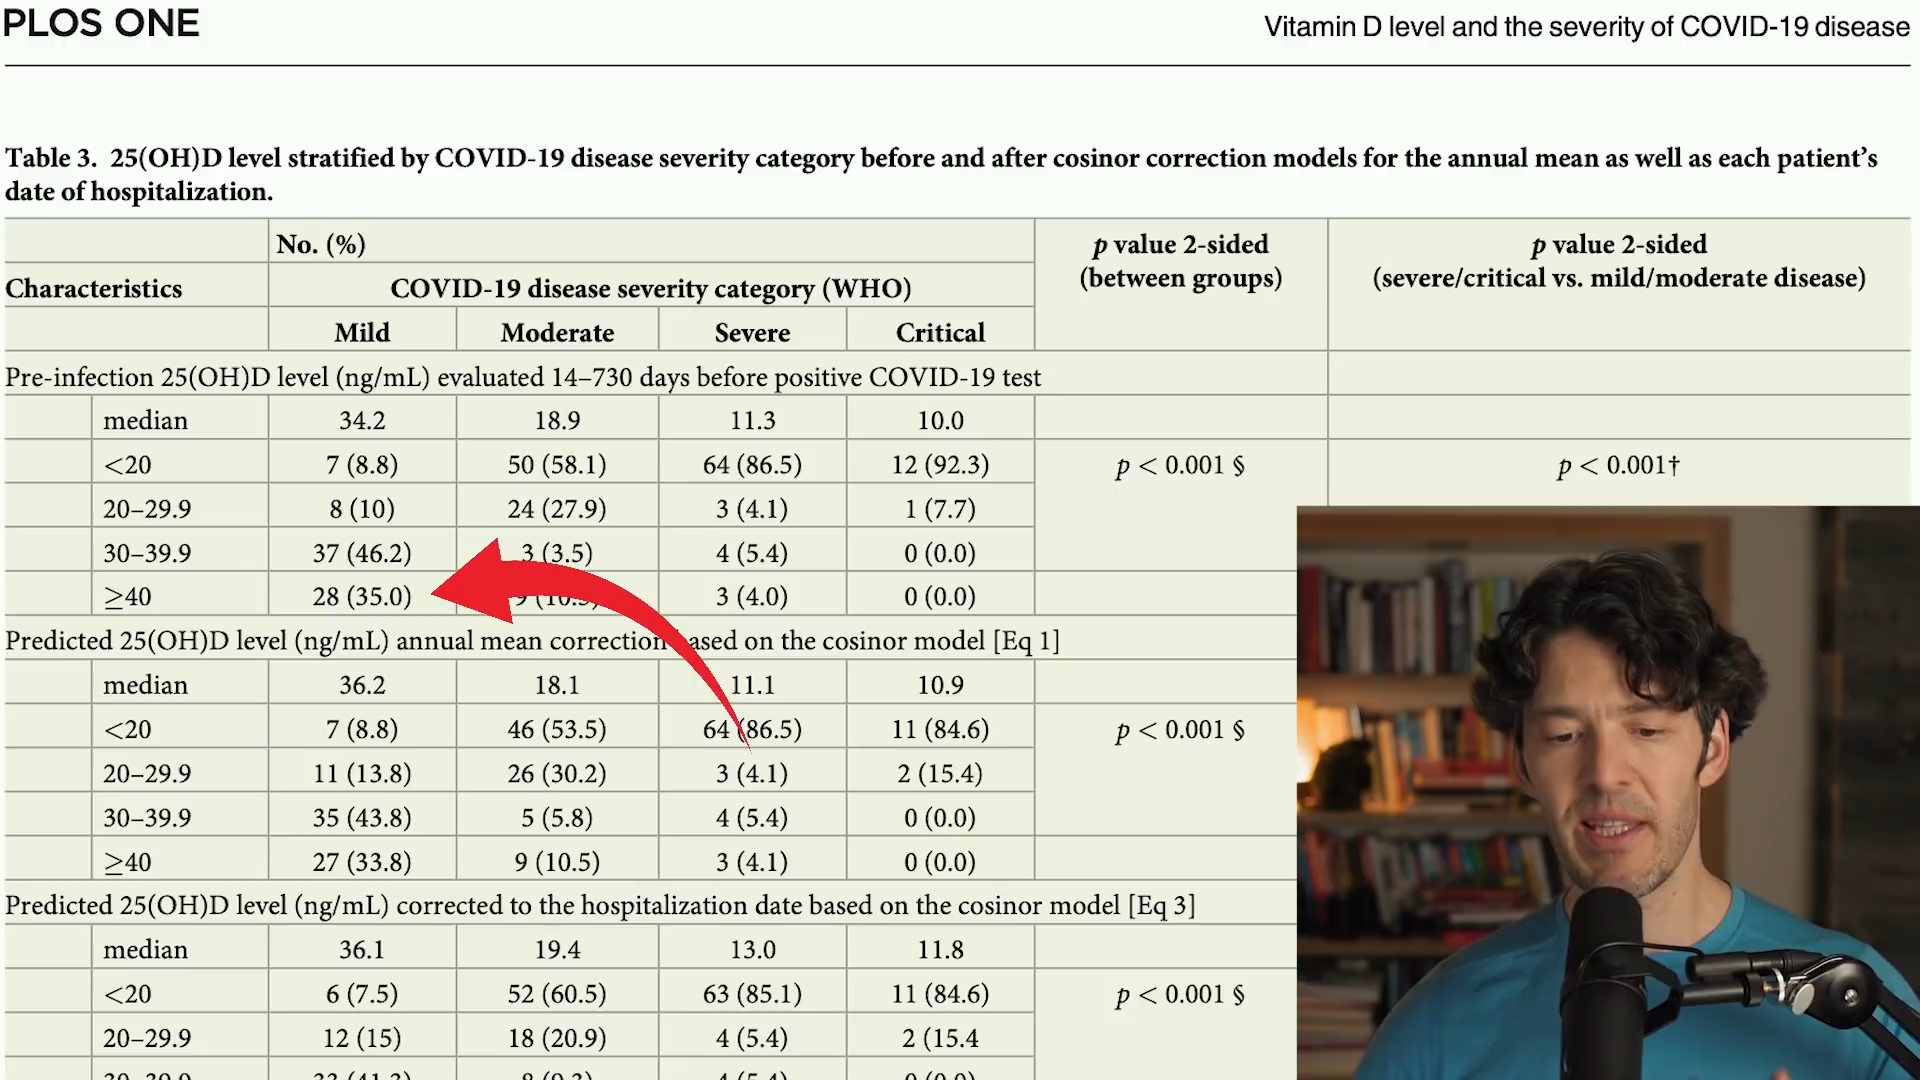 PLOS ONE
Vitamin D level and the severity of COVID-19 disease
Table 3. 25(OH)D level stratified by COVID-19 disease severity category before and after cosinor correction models for the annual mean as well as each patient's
date of hospitalization.
No. (%)
p value 2-sided
(between groups)
p value 2-sided
(severe/critical vs. mild/moderate disease)
Characteristics
COVID-19 disease severity category (WHO)
Mild Moderate Severe Critical
Pre-infection 25(OH)D level (ng/mL) evaluated 14–730 days before positive COVID-19 test
median 34.2 18.9 11.3 10.0
<20 7 (8.8) 50 (58.1) 64 (86.5) 12 (92.3) p < 0.001 § p < 0.001†
20–29.9 8 (10) 24 (27.9) 3 (4.1) 1 (7.7)
30–39.9 37 (46.2) 3 (3.5) 4 (5.4) 0 (0.0)
≥40 28 (35.0) 3 (4.0) 0 (0.0)
Predicted 25(OH)D level (ng/mL) annual mean correction based on the cosinor model [Eq 1]
median 36.2 18.1 11.1 10.9
<20 7 (8.8) 46 (53.5) 64 (86.5) 11 (84.6) p < 0.001 §
20–29.9 11 (13.8) 26 (30.2) 3 (4.1) 2 (15.4)
30–39.9 35 (43.8) 5 (5.8) 4 (5.4) 0 (0.0)
≥40 27 (33.8) 9 (10.5) 3 (4.1) 0 (0.0)
Predicted 25(OH)D level (ng/mL) corrected to the hospitalization date based on the cosinor model [Eq 3]
median 36.1 19.4 13.0 11.8
<20 6 (7.5) 52 (60.5) 63 (85.1) 11 (84.6) p < 0.001 §
20–29.9 12 (15) 18 (20.9) 4 (5.4) 2 (15.4